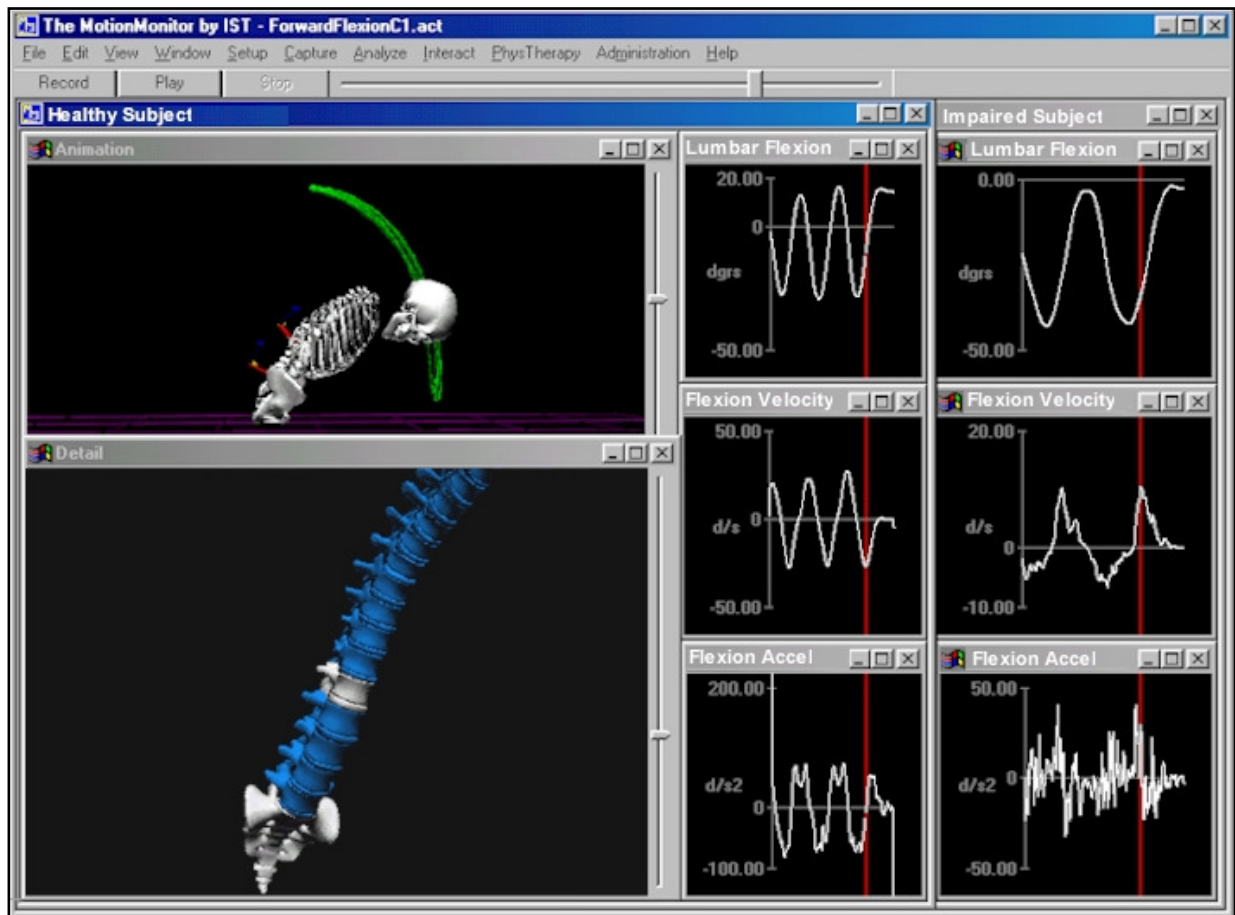 The MotionMonitor by IST - ForwardFlexionC1.act
File Edit View Window Setup Capture Analyze Interact PhysTherapy Administration Help
Record Play Stop
Healthy Subject
Animation
Detail
Lumbar Flexion
20.00
0
dgrs
-50.00
Flexion Velocity
50.00
d/s 0
-50.00
Flexion Accel
200.00
d/s2
0
-100.00
Impaired Subject
Lumbar Flexion
0.00
dgrs
-50.00
Flexion Velocity
20.00
d/s
0
-10.00
Flexion Accel
50.00
d/s2 0
-50.00